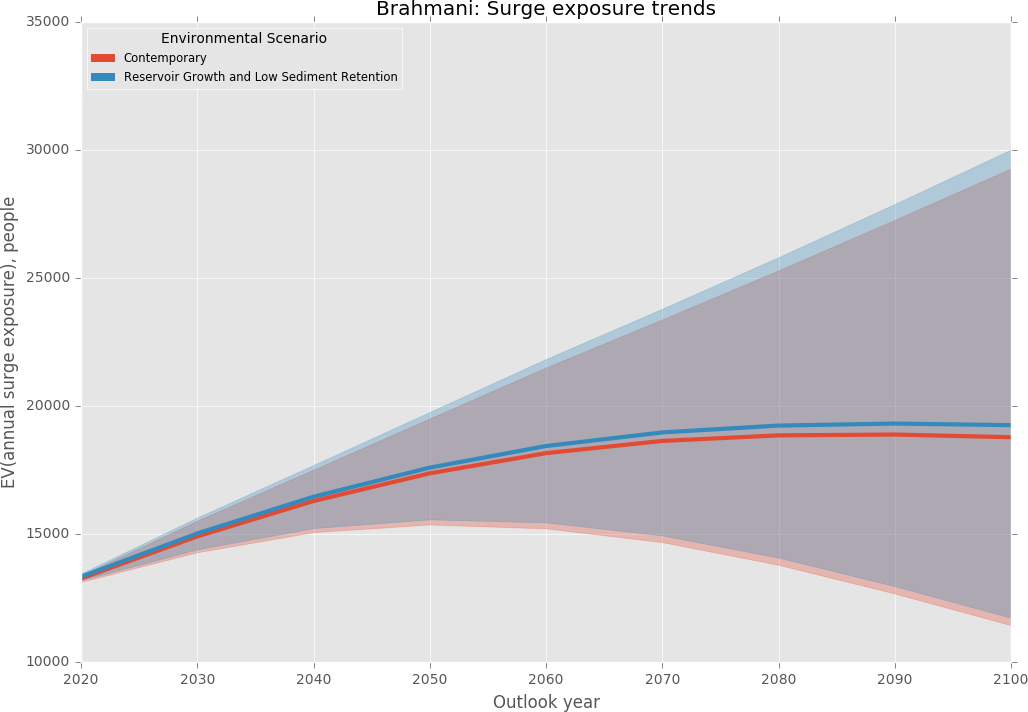 Brahmani: Surge exposure trends
Environmental Scenario
Contemporary
Reservoir Growth and Low Sediment Retention
EV(annual surge exposure), people
35000
30000
25000
20000
15000
10000
2020 2030 2040 2050 2060 2070 2080 2090 2100
Outlook year